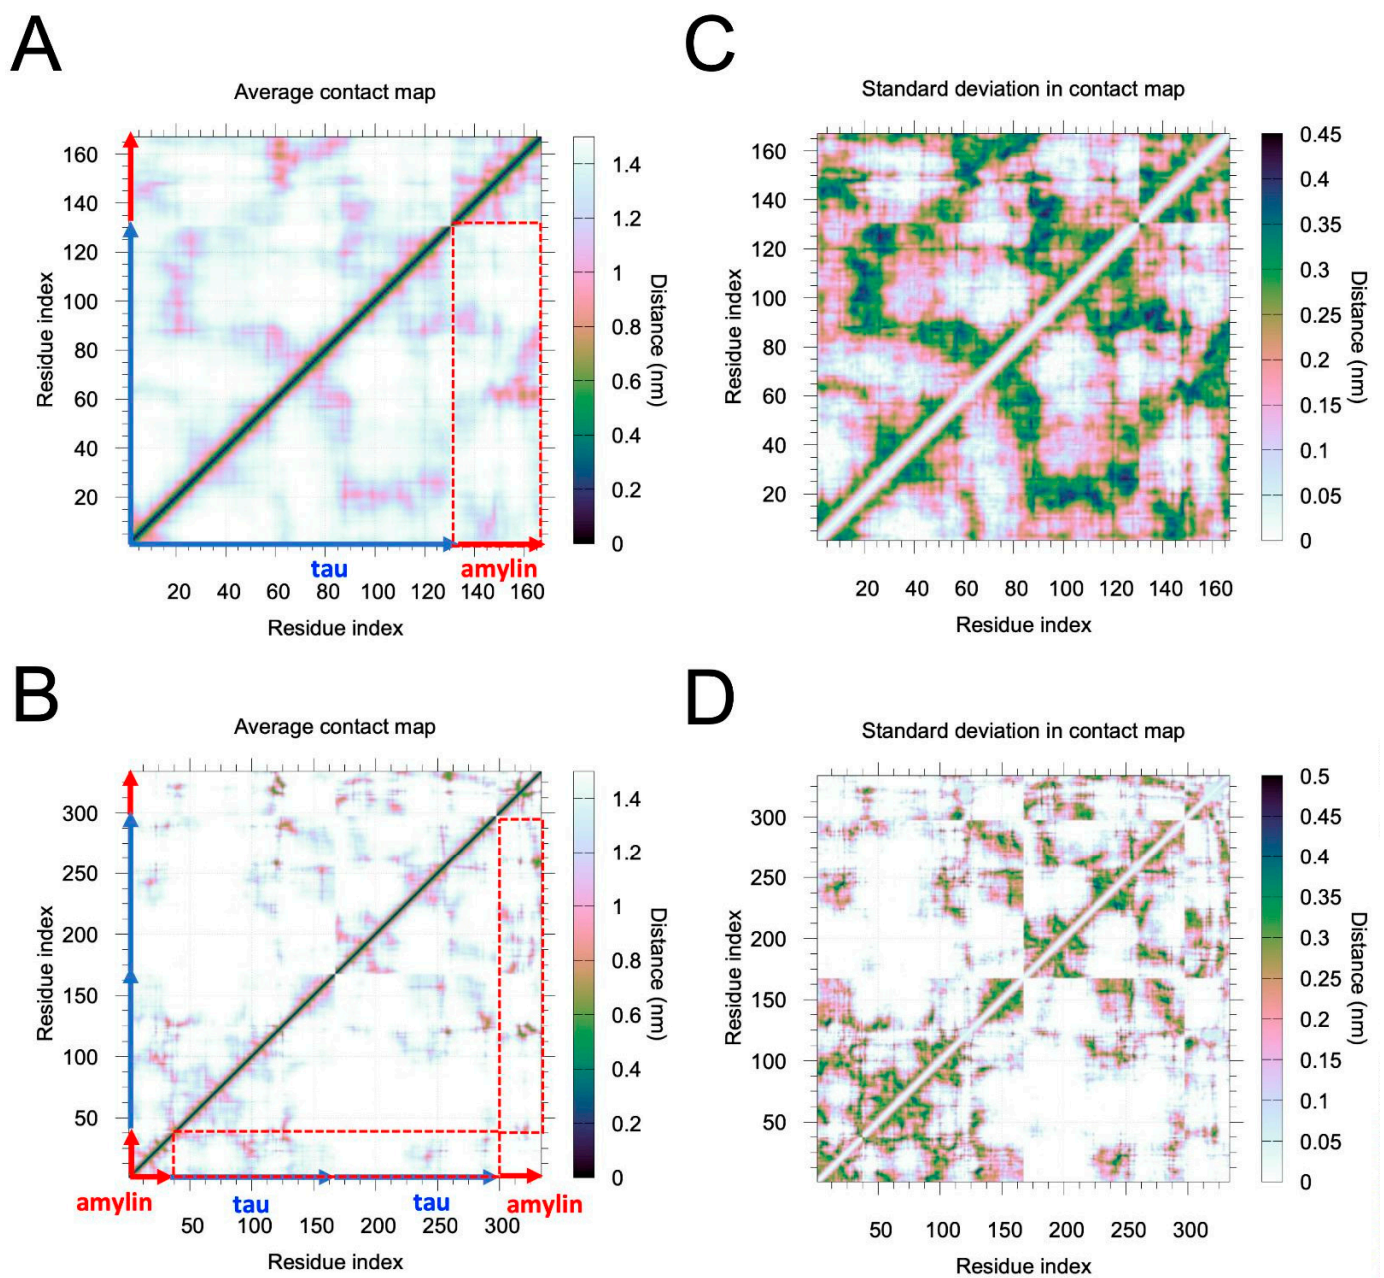 A
Average contact map
160
140
120
100
80
60
40
20
Residue index
20 40 60 80 100 120 140 160
tau
amylin
Residue index
1.4
1.2
1
0.8
0.6
0.4
0.2
0
Distance (nm)
C
Standard deviation in contact map
160
140
120
100
80
60
40
20
Residue index
20 40 60 80 100 120 140 160
Residue index
0.45
0.4
0.35
0.3
0.25
0.2
0.15
0.1
0.05
0
Distance (nm)
B
Average contact map
300
250
200
150
100
50
Residue index
amylin
tau
tau
amylin
50 100 150 200 250 300
Residue index
1.4
1.2
1
0.8
0.6
0.4
0.2
0
Distance (nm)
D
Standard deviation in contact map
300
250
200
150
100
50
Residue index
50 100 150 200 250 300
Residue index
0.5
0.45
0.4
0.35
0.3
0.25
0.2
0.15
0.1
0.05
0
Distance (nm)